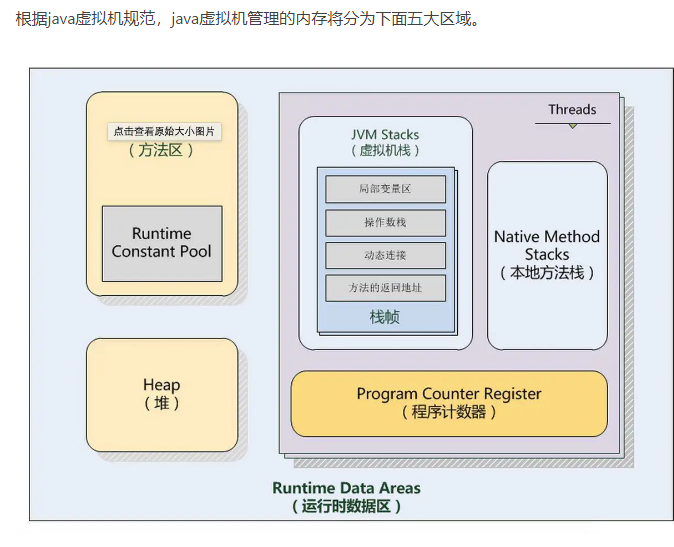 根据java虚拟机规范，java虚拟机管理的内存将分为下面五大区域。
点击查看原始大小图片
（方法区）
Runtime
Constant Pool
Heap
（堆）
Threads
JVM Stacks
（虚拟机栈）
局部变量区
操作数栈
动态连接
方法的返回地址
栈帧
Native Method
Stacks
（本地方法栈）
Program Counter Register
（程序计数器）
Runtime Data Areas
（运行时数据区）